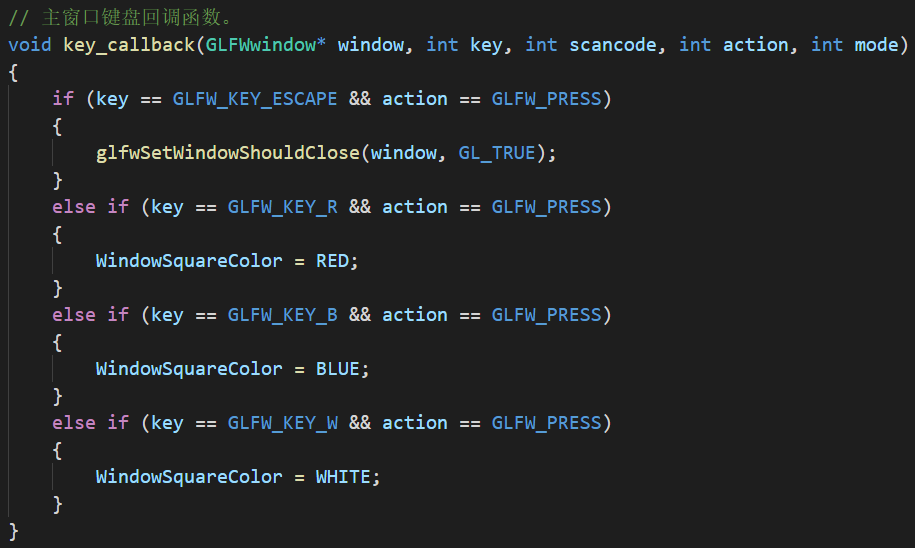 // 主窗口键盘回调函数。
void key_callback(GLFWwindow* window, int key, int scancode, int action, int mode)
{
    if (key == GLFW_KEY_ESCAPE && action == GLFW_PRESS)
    {
        glfwSetWindowShouldClose(window, GL_TRUE);
    }
    else if (key == GLFW_KEY_R && action == GLFW_PRESS)
    {
        WindowSquareColor = RED;
    }
    else if (key == GLFW_KEY_B && action == GLFW_PRESS)
    {
        WindowSquareColor = BLUE;
    }
    else if (key == GLFW_KEY_W && action == GLFW_PRESS)
    {
        WindowSquareColor = WHITE;
    }
}